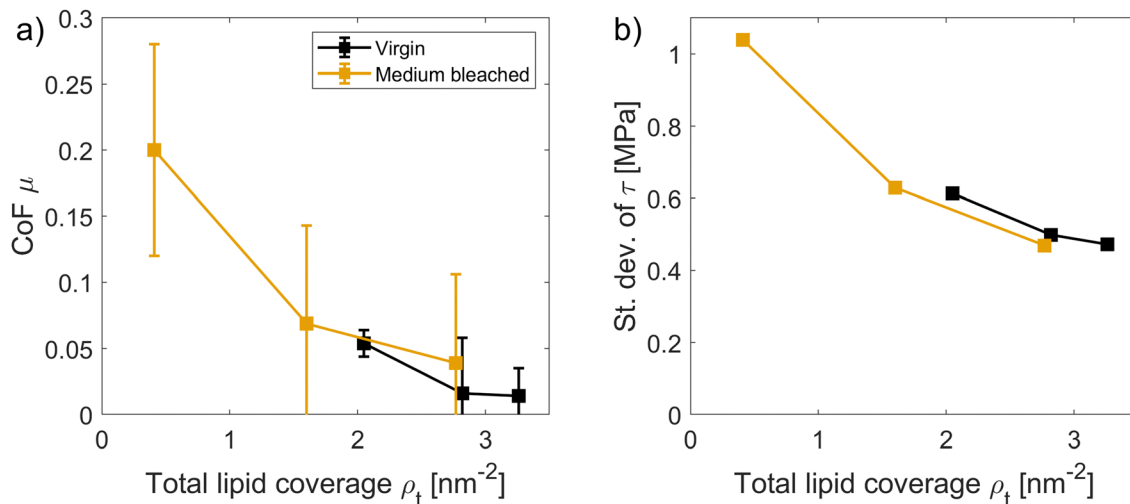 a)
0.3
0.25
0.2
0.15
0.1
0.05
0
CoF μ
Virgin
Medium bleached
0 1 2 3
Total lipid coverage ρt [nm-2]
b)
1
0.8
0.6
0.4
0.2
0
St. dev. of τ [MPa]
0 1 2 3
Total lipid coverage ρt [nm-2]